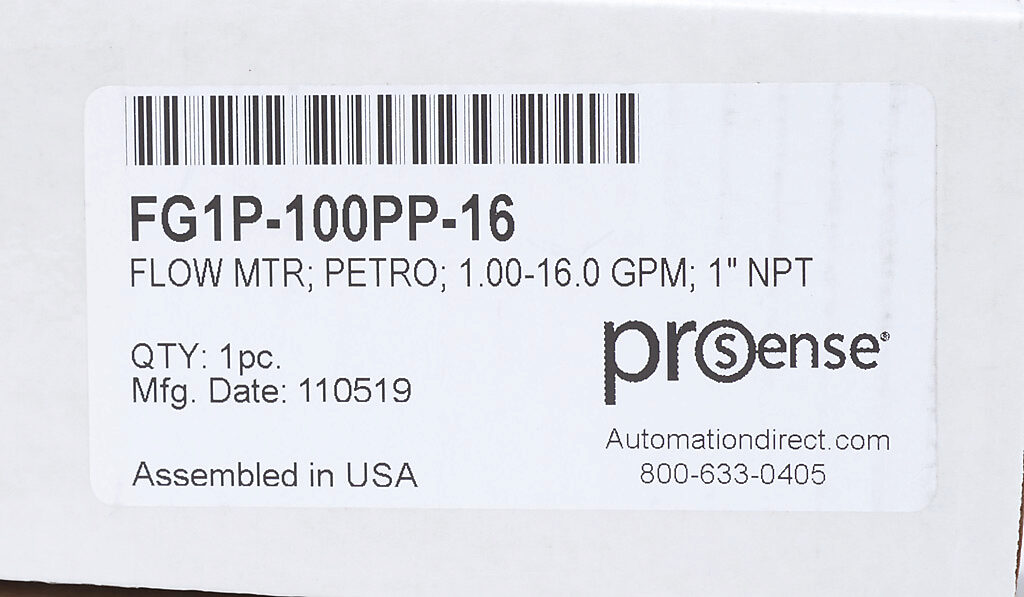 FG1P-100PP-16
FLOW MTR; PETRO; 1.00-16.0 GPM; 1" NPT
QTY: 1pc.
Mfg. Date: 110519
prosense®
Automationdirect.com
800-633-0405
Assembled in USA